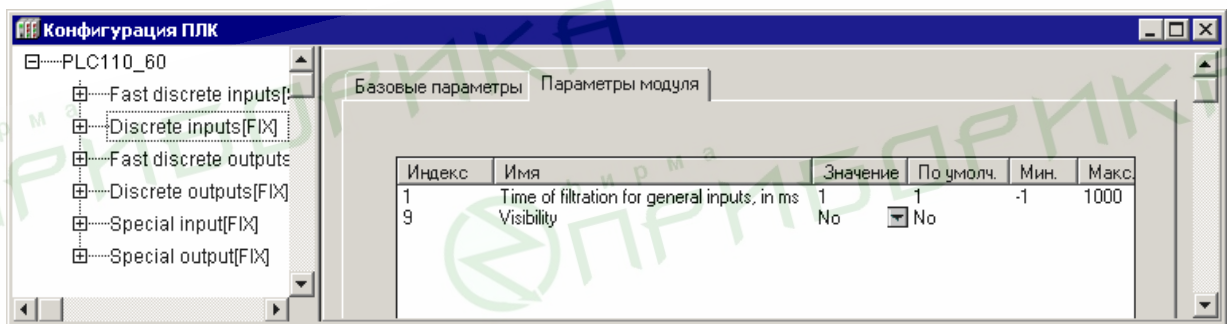 Конфигурация ПЛК
PLC110_60
Fast discrete inputs[
Discrete inputs[FIX]
Fast discrete outputs
Discrete outputs[FIX]
Special input[FIX]
Special output[FIX]
Базовые параметры Параметры модуля
Индекс Имя Значение По умолч. Мин. Макс.
1 Time of filtration for general inputs, in ms 1 1 -1 1000
9 Visibility No No
фирма
ПРИБОРИКА